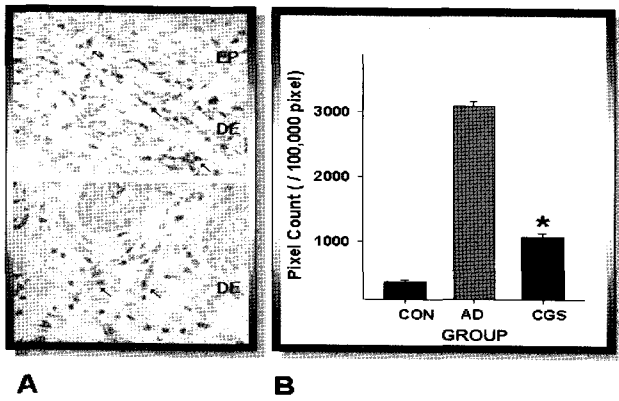 EP
DE
DE
A
Pixel Count ( / 100,000 pixel)
3000
2000
1000
*
CON AD CGS
GROUP
B